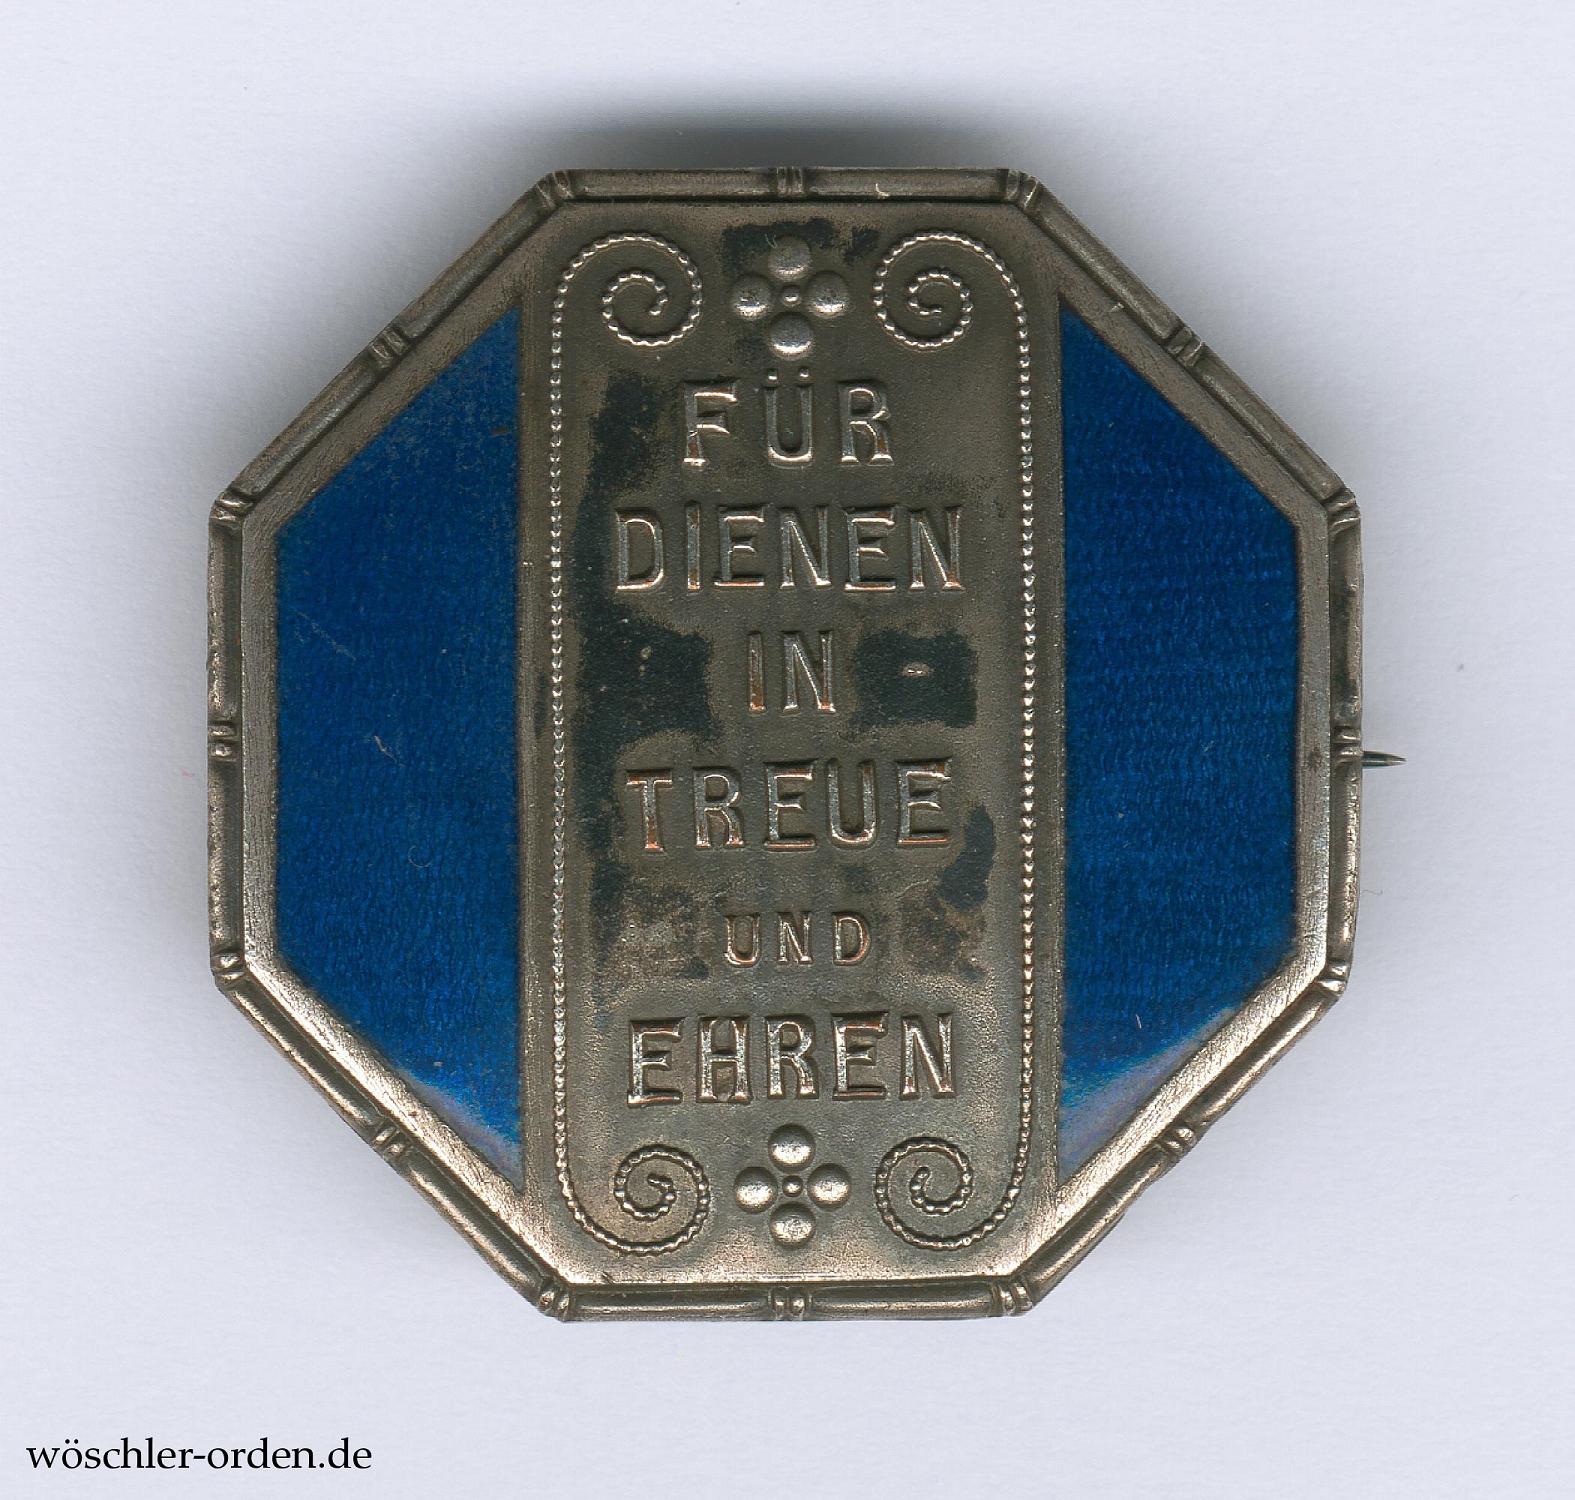 FÜR
DIENEN
IN
TREUE
UND
EHREN
wöschler-orden.de